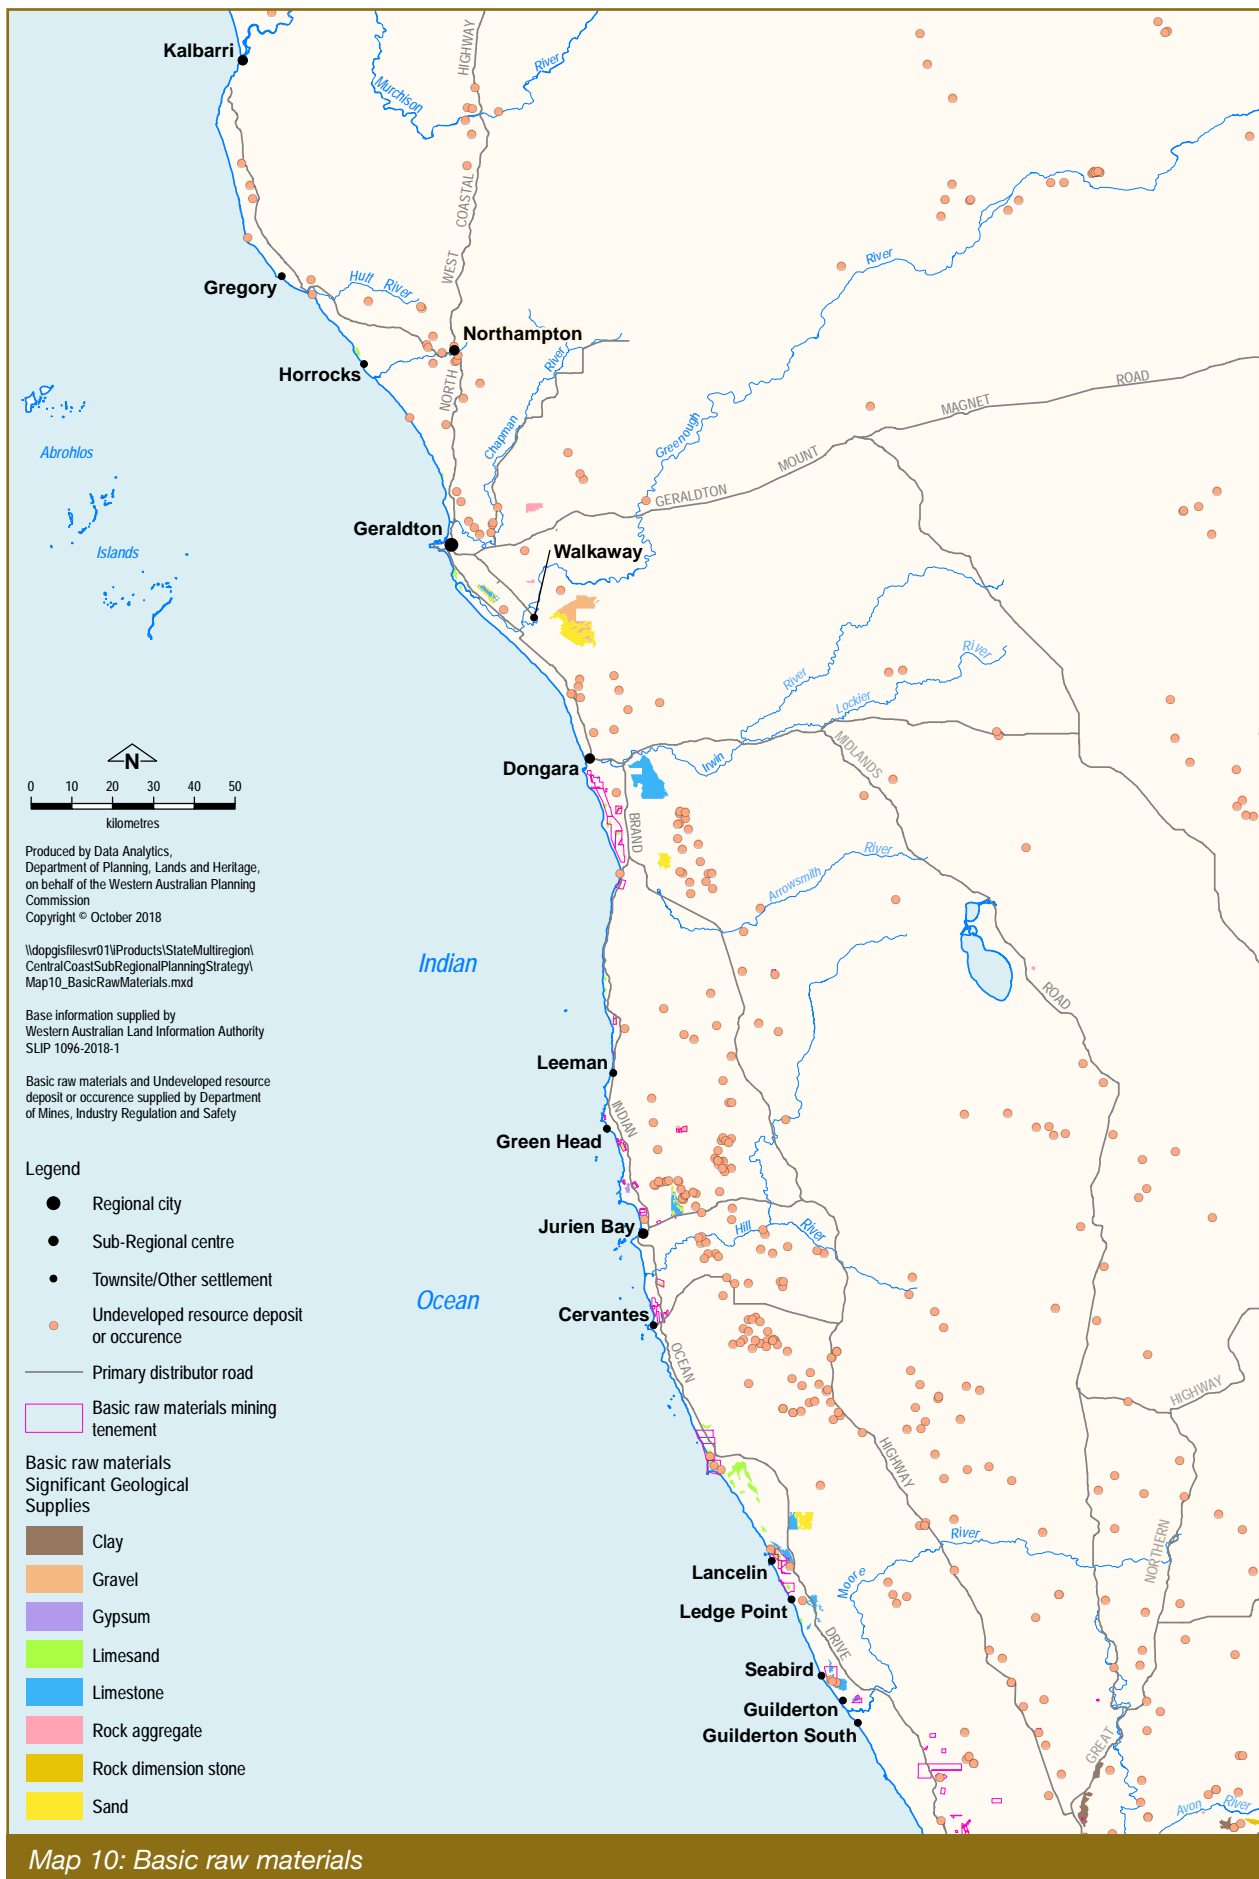 Kalbarri
HIGHWAY
River
Murchison
COASTAL
WEST
River
Gregory
Hutt River
Northampton
River
Horrocks
NORTH
ROAD
MAGNET
Chapman
Greenough
Abrohlos
MOUNT
GERALDTON
Geraldton
Walkaway
Islands
River
River
Lockier
N
Dongara
Irwin
MIDLANDS
0 10 20 30 40 50
kilometres
BRAND
River
Arrowsmith
Produced by Data Analytics,
Department of Planning, Lands and Heritage,
on behalf of the Western Australian Planning
Commission
Copyright © October 2018
\\dopgisfilesvr01\iProducts\StateMultiregion\
CentralCoastSubRegionalPlanningStrategy\
Map10_BasicRawMaterials.mxd
Indian
ROAD
Base information supplied by
Western Australian Land Information Authority
SLIP 1096-2018-1
Leeman
Basic raw materials and Undeveloped resource
deposit or occurence supplied by Department
of Mines, Industry Regulation and Safety
INDIAN
Green Head
Legend
Regional city
Jurien Bay
Hill River
Sub-Regional centre
Townsite/Other settlement
Ocean
Cervantes
Undeveloped resource deposit
or occurence
OCEAN
Primary distributor road
HIGHWAY
Basic raw materials mining
tenement
HIGHWAY
Basic raw materials
Significant Geological
Supplies
Clay
River
NORTHERN
Lancelin
Moore
Gravel
Ledge Point
Gypsum
DRIVE
Limesand
Seabird
Limestone
Guilderton
Guilderton South
Rock aggregate
GREAT
Rock dimension stone
Sand
Avon River
Map 10: Basic raw materials